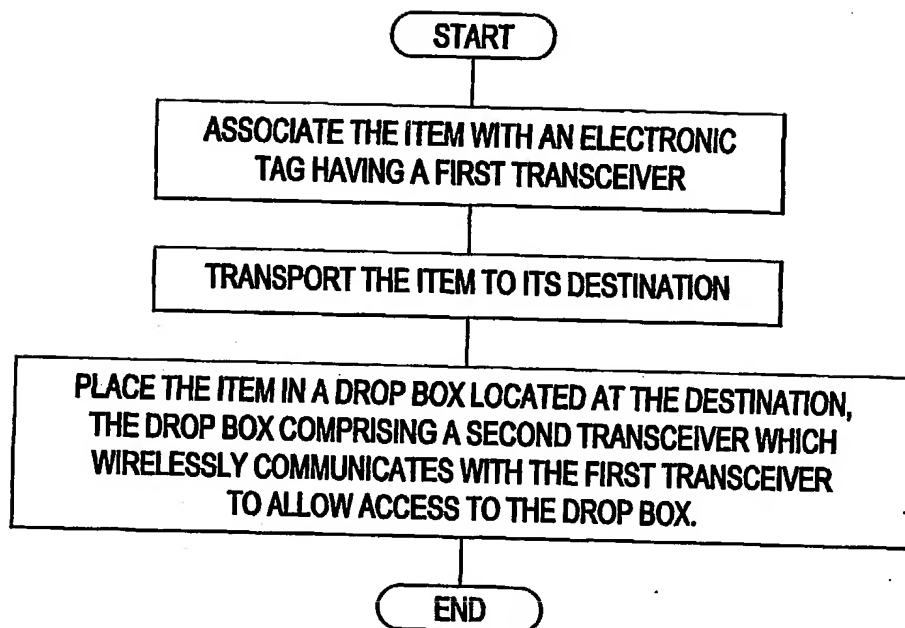 START
ASSOCIATE THE ITEM WITH AN ELECTRONIC
TAG HAVING A FIRST TRANSCEIVER
TRANSPORT THE ITEM TO ITS DESTINATION
PLACE THE ITEM IN A DROP BOX LOCATED AT THE DESTINATION,
THE DROP BOX COMPRISING A SECOND TRANSCEIVER WHICH
WIRELESSLY COMMUNICATES WITH THE FIRST TRANSCEIVER
TO ALLOW ACCESS TO THE DROP BOX.
END